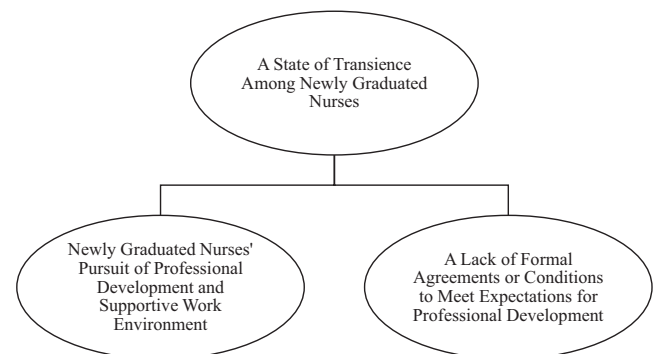 A State of Transience
Among Newly Graduated
Nurses
Newly Graduated Nurses'
Pursuit of Professional
Development and
Supportive Work
Environment
A Lack of Formal
Agreements or Conditions
to Meet Expectations for
Professional Development